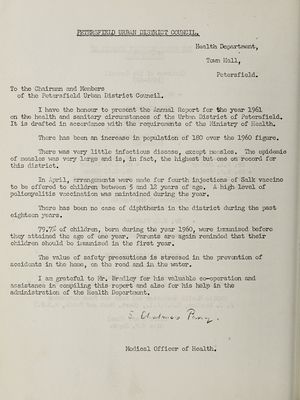 PETERSFIELD URBAN DISTRICT COUNCIL.
Health Department,
Town Hall,
Petersfield.
To the Chairman and Members
of the Petersfield Urban District Council.
I have the honour to present the Annual Report for the year 1961
on the health and sanitary circumstances of the Urban District of Petersfield.
It is drafted in accordance with the requirements of the Ministry of Health.
There has been an increase in population of 180 over the 1960 figure.
There was very little infectious disease, except measles. The epidemic
of measles was very large and is, in fact, the highest but one on record for
this district.
In April, arrangements were made for fourth injections of Salk vaccine
to be offered to children between 5 and 12 years of age. A high level of
poliomyelitis vaccination was maintained during the year.
There has been no case of diphtheria in the district during the past
eighteen years.
79.7% of children, born during the year 1960, were immunised before
they attained the age of one year. Parents are again reminded that their
children should be immunised in the first year.
The value of safety precautions is stressed in the prevention of
accidents in the home, on the road and in the water.
I am grateful to Mr. Bradley for his valuable co-operation and
assistance in compiling this report and also for his help in the
administration of the Health Department.
Medical Officer of Health.